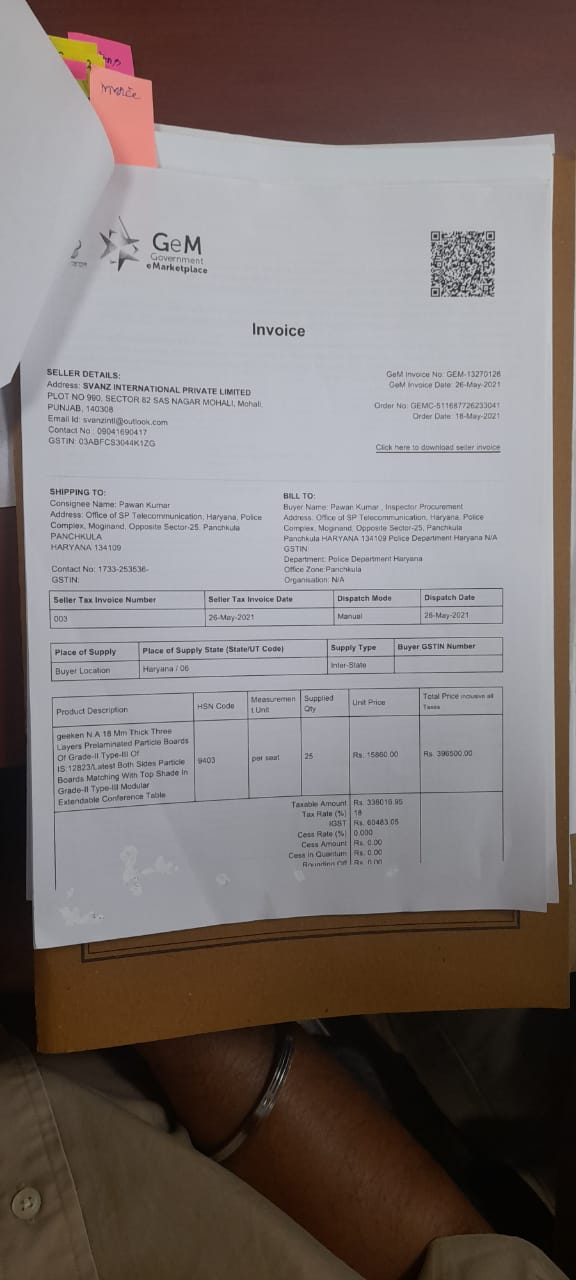 invoice
GeM
Government
eMarketplace
Invoice
SELLER DETAILS:
Address: SVANZ INTERNATIONAL PRIVATE LIMITED
PLOT NO 990, SECTOR 82 SAS NAGAR MOHALI, Mohali,
PUNJAB, 140308
Email Id: svanzintl@outlook.com
Contact No : 09041690417
GSTIN: 03ABFCS3044K1ZG
GeM Invoice No: GEM-13270126
GeM Invoice Date: 26-May-2021
Order No: GEMC-511687726233041
Order Date: 18-May-2021
Click here to download seller invoice
SHIPPING TO:
Consignee Name: Pawan Kumar
Address: Office of SP Telecommunication, Haryana, Police
Complex, Moginand, Opposite Sector-25, Panchkula
PANCHKULA
HARYANA 134109
Contact No: 1733-253536-
GSTIN:
BILL TO:
Buyer Name: Pawan Kumar , Inspector Procurement
Address: Office of SP Telecommunication, Haryana, Police
Complex, Moginand, Opposite Sector-25, Panchkula
Panchkula HARYANA 134109 Police Department Haryana N/A
GSTIN:
Department: Police Department Haryana
Office Zone:Panchkula
Organisation: N/A
Seller Tax Invoice Number Seller Tax Invoice Date Dispatch Mode Dispatch Date
003 26-May-2021 Manual 26-May-2021
Place of Supply Place of Supply State (State/UT Code) Supply Type Buyer GSTIN Number
Buyer Location Haryana / 06 Inter-State
Product Description HSN Code Measuremen t Unit Supplied Qty Unit Price Total Price inclusive all Taxes
geeken N.A 18 Mm Thick Three
Layers Prelaminated Particle Boards
Of Grade-II Type-III Of
IS:12823/Latest Both Sides Particle
Boards Matching With Top Shade In
Grade-II Type-III Modular
Extendable Conference Table
9403 per seat 25 Rs. 15860.00 Rs. 396500.00
Taxable Amount Rs. 336016.95
Tax Rate (%) 18
IGST Rs. 60483.05
Cess Rate (%) 0.000
Cess Amount Rs. 0.00
Cess in Quantum Rs. 0.00
Rounding Off Rs. 0.00